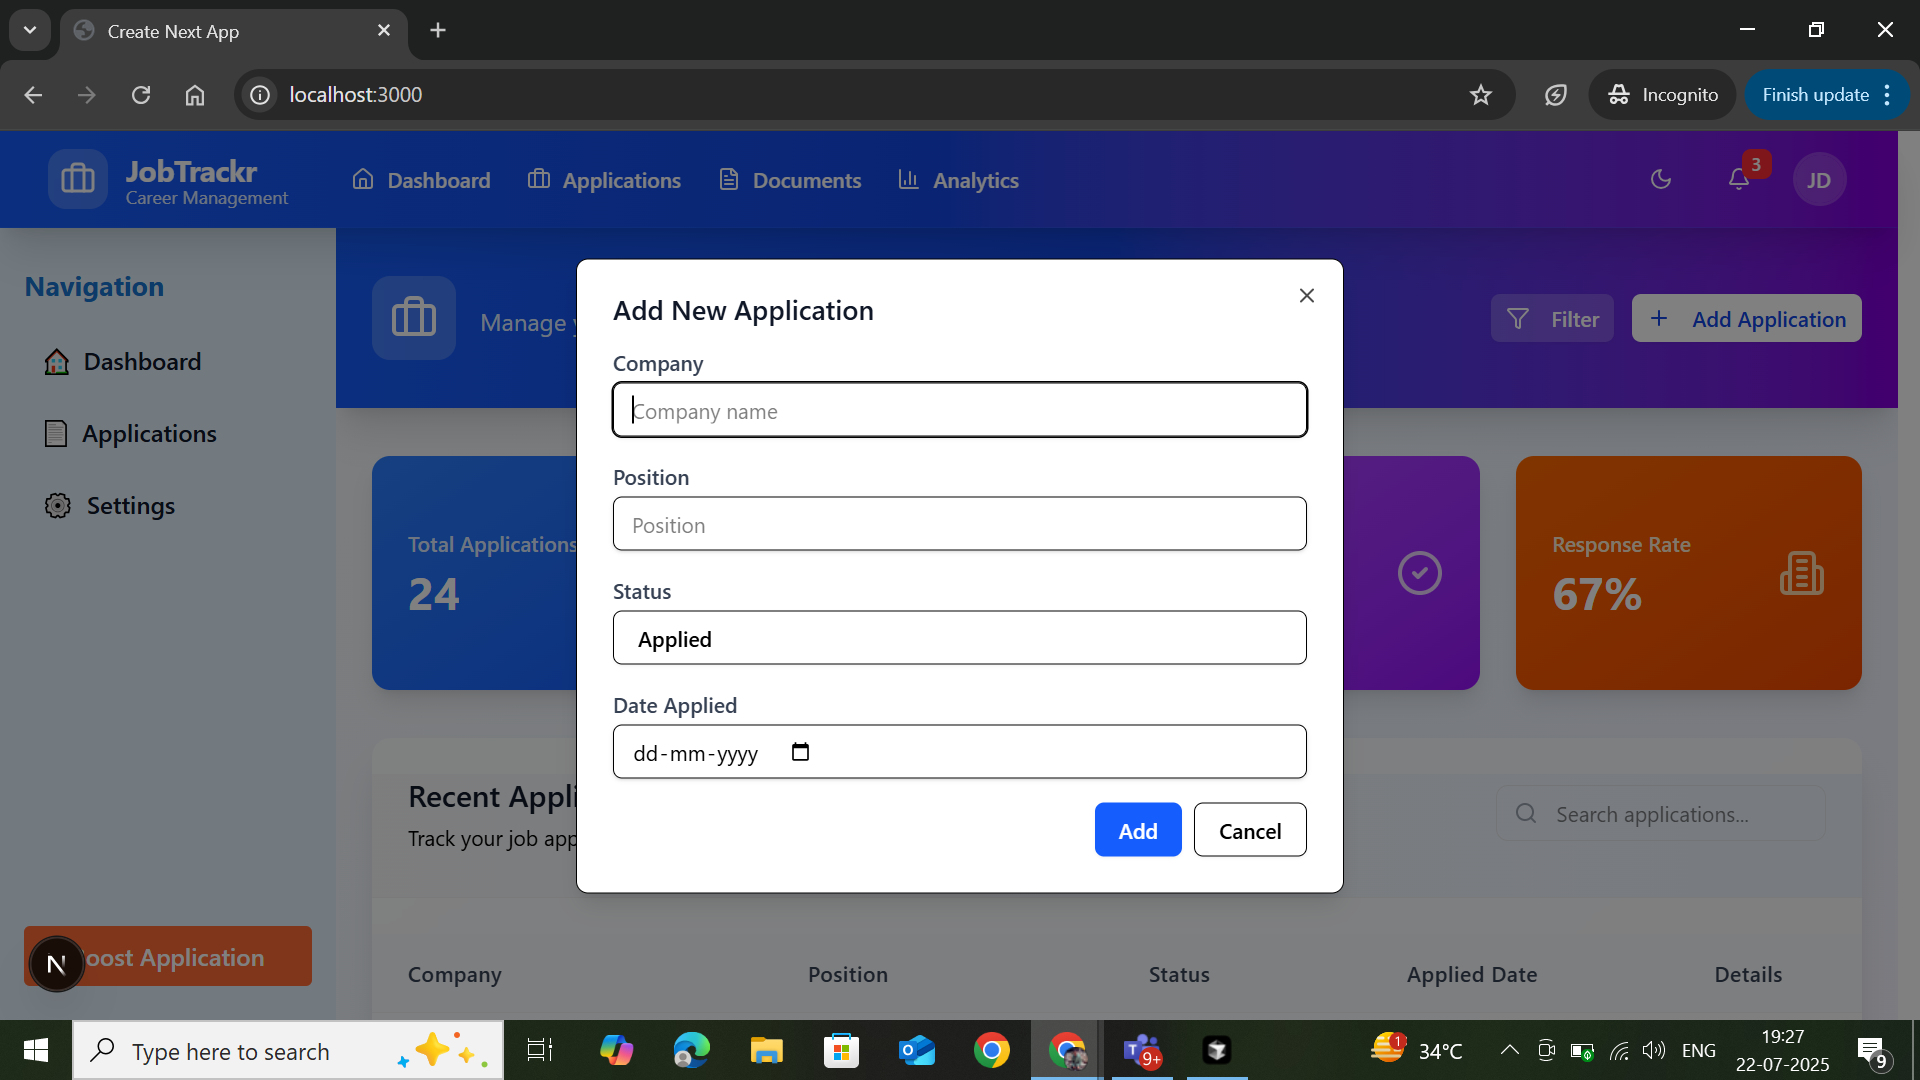 Create Next App
localhost:3000
Incognito
Finish update
JobTrackr
Career Management
Dashboard
Applications
Documents
Analytics
3
JD
Navigation
Dashboard
Applications
Settings
Manage
Filter
+ Add Application
Add New Application
Company
Company name
Position
Position
Status
Applied
Date Applied
dd-mm-yyyy
Add
Cancel
Total Applications
24
Response Rate
67%
Recent Appli
Track your job app
Search applications...
N
oost Application
Company
Position
Status
Applied Date
Details
Type here to search
9+
1
34°C
ENG
19:27
22-07-2025
9